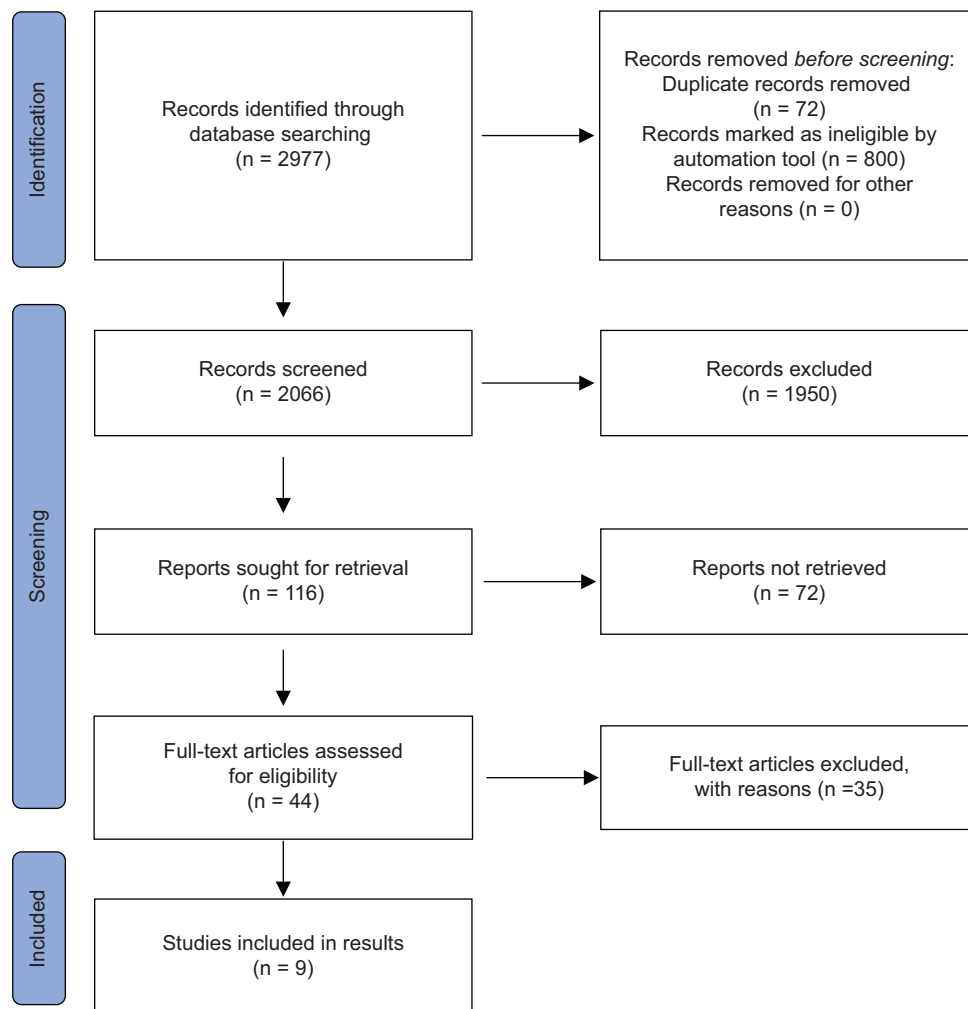 Identification
Records identified through
database searching
(n = 2977)
Records removed before screening:
Duplicate records removed
(n = 72)
Records marked as ineligible by
automation tool (n = 800)
Records removed for other
reasons (n = 0)
Screening
Records screened
(n = 2066)
Records excluded
(n = 1950)
Reports sought for retrieval
(n = 116)
Reports not retrieved
(n = 72)
Full-text articles assessed
for eligibility
(n = 44)
Full-text articles excluded,
with reasons (n =35)
Included
Studies included in results
(n = 9)